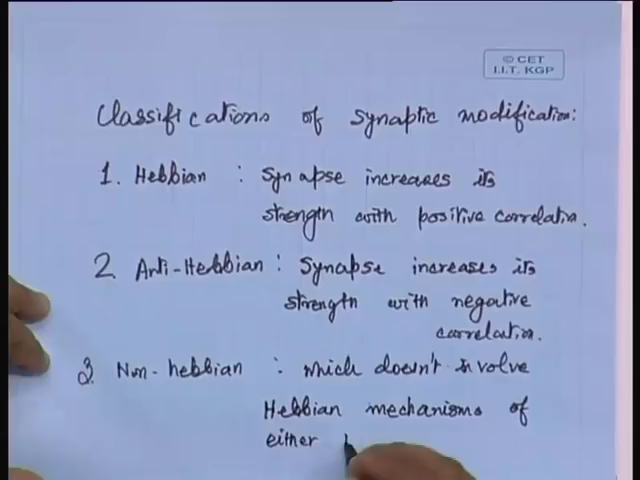 © CET
I.I.T. KGP
Classifications of synaptic modification:
1. Hebbian : Synapse increases its
strength with positive correlation.
2 Anti-Hebbian : Synapse increases its
strength with negative
correlation.
3. Non-hebbian : which doesn't involve
Hebbian mechanisms of
either